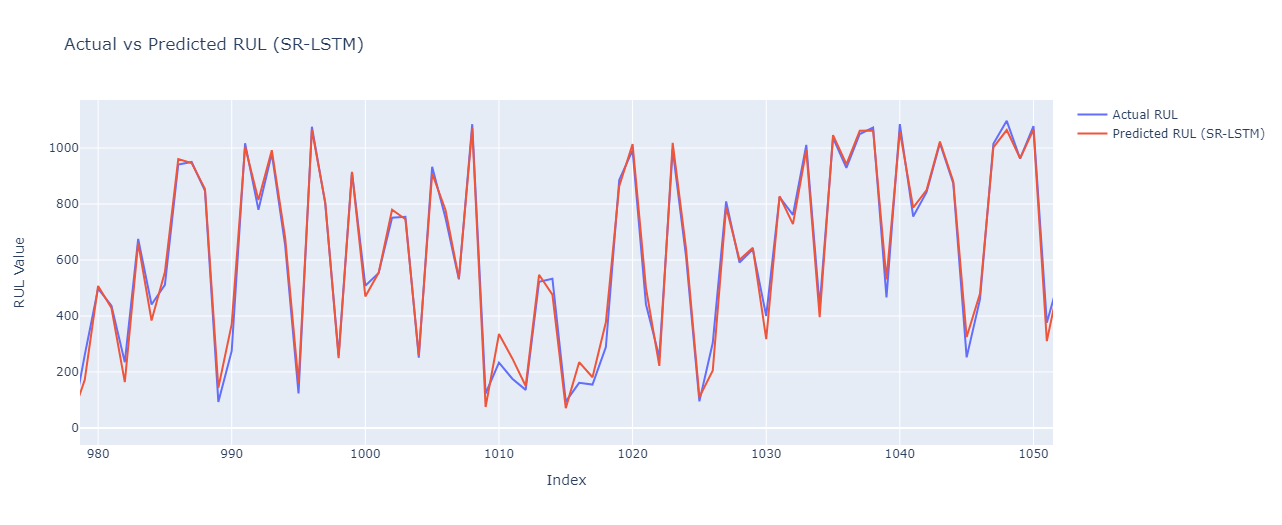 Actual vs Predicted RUL (SR-LSTM)
Actual RUL
Predicted RUL (SR-LSTM)
RUL Value
1000
800
600
400
200
0
980 990 1000 1010 1020 1030 1040 1050
Index